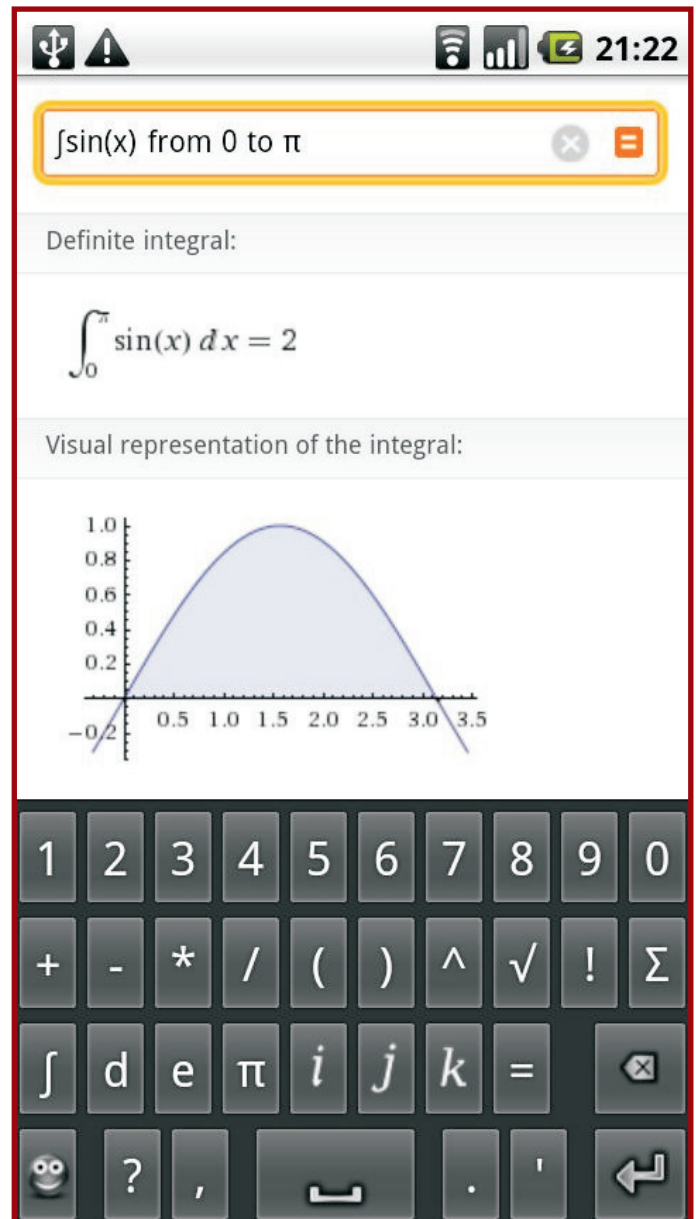 21:22
∫sin(x) from 0 to π
Definite integral:
∫₀^π sin(x) dx = 2
Visual representation of the integral:
1.0
0.8
0.6
0.4
0.2
−0.2
0.5 1.0 1.5 2.0 2.5 3.0 3.5
1 2 3 4 5 6 7 8 9 0
+ - * / ( ) ^ √ ! Σ
∫ d e π i j k =
? , . '